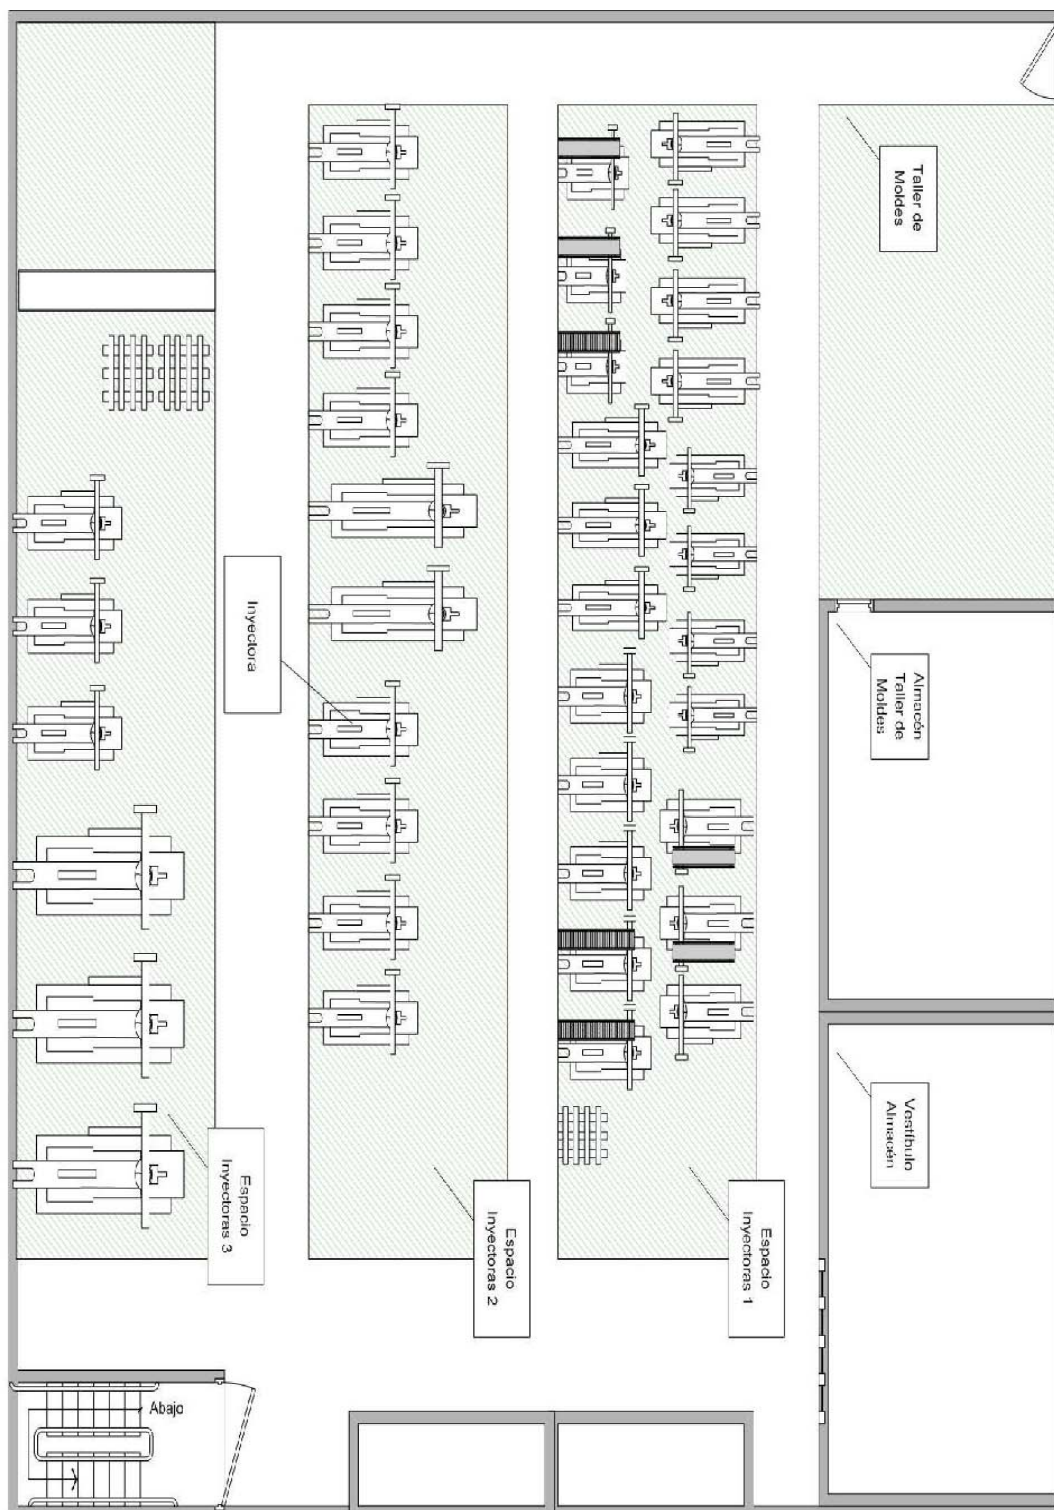 Taller de
Moldes
Almacén
Taller de
Moldes
Inyectora
Vestíbulo
Almacén
Espacio
Inyectoras 3
Espacio
Inyectoras 2
Espacio
Inyectoras 1
Abajo